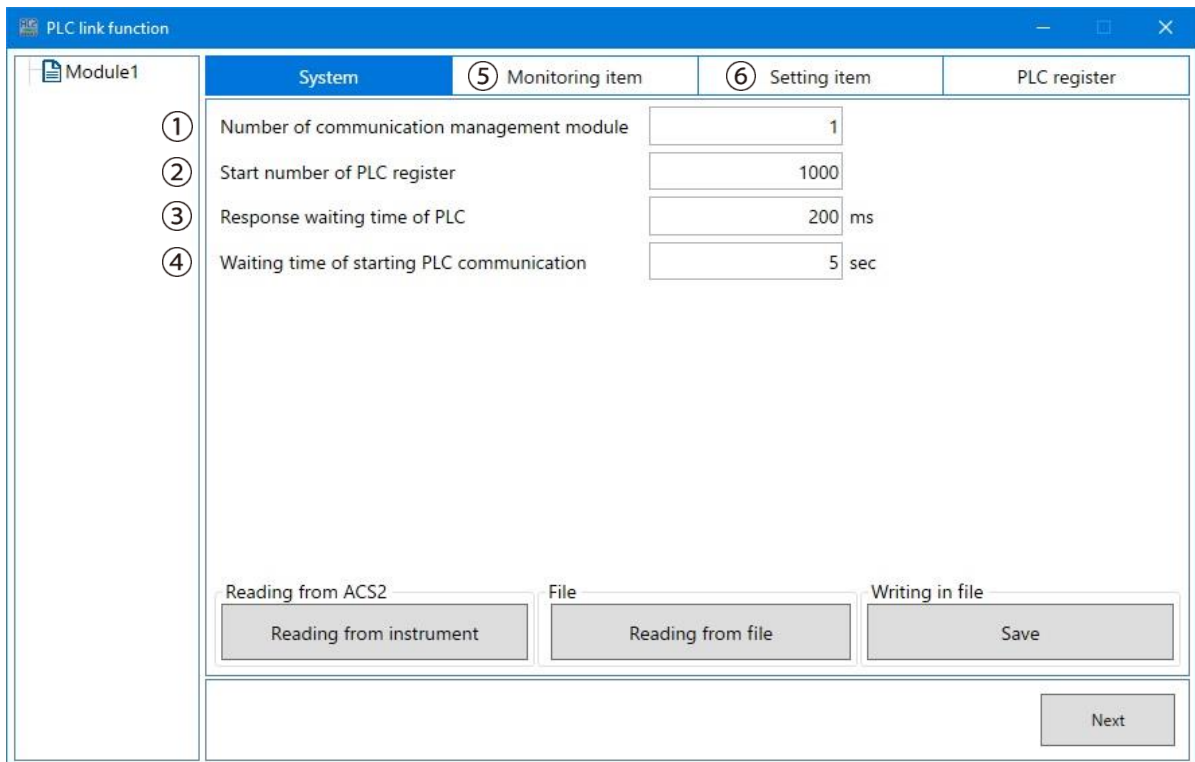 PLC link function
Module1
System
⑤ Monitoring item
⑥ Setting item
PLC register
① Number of communication management module 1
② Start number of PLC register 1000
③ Response waiting time of PLC 200 ms
④ Waiting time of starting PLC communication 5 sec
Reading from ACS2
Reading from instrument
File
Reading from file
Writing in file
Save
Next